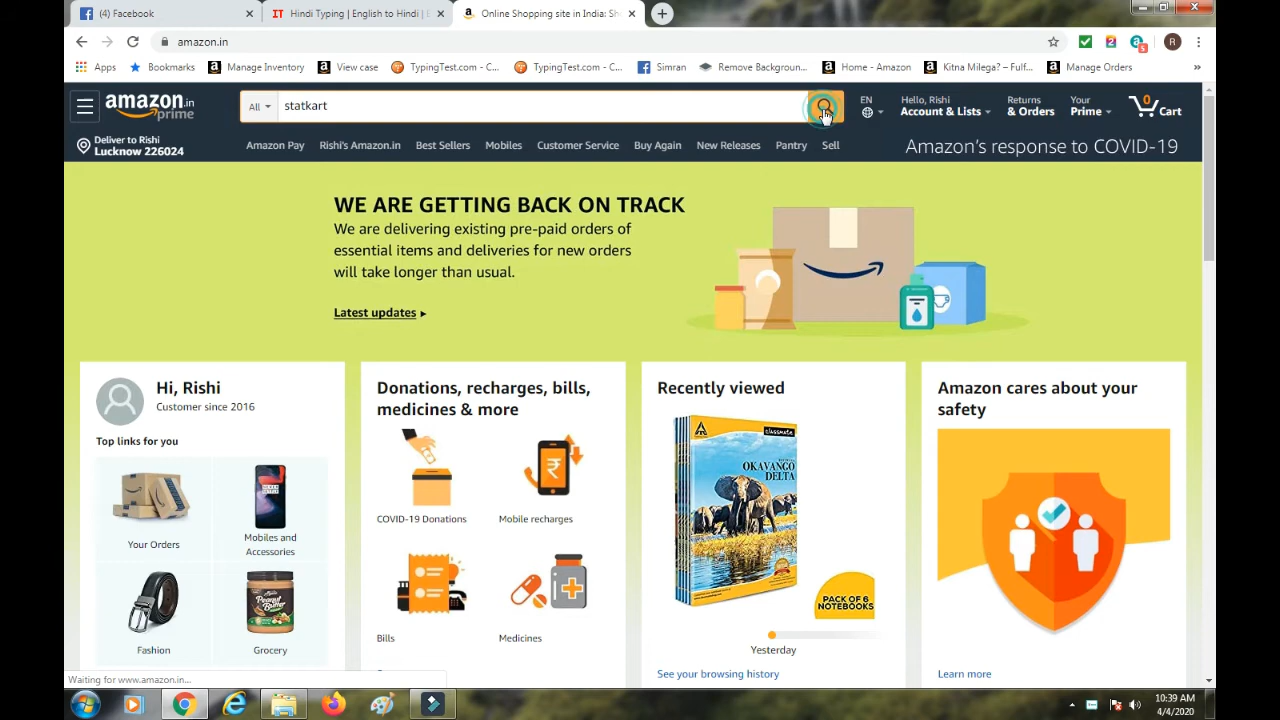 (4) Facebook
Hindi Typing | English to Hindi | E
Online Shopping site in India: Sh
amazon.in
R
Apps
Bookmarks
Manage Inventory
View case
TypingTest.com - C...
TypingTest.com - C...
Simran
Remove Backgroun...
Home - Amazon
Kitna Milega? – Fulf...
Manage Orders
»
amazon.in
prime
All
statkart
EN
Hello, Rishi
Account & Lists
Returns
& Orders
Your
Prime
0
Cart
Deliver to Rishi
Lucknow 226024
Amazon Pay
Rishi's Amazon.in
Best Sellers
Mobiles
Customer Service
Buy Again
New Releases
Pantry
Sell
Amazon's response to COVID-19
WE ARE GETTING BACK ON TRACK
We are delivering existing pre-paid orders of
essential items and deliveries for new orders
will take longer than usual.
Latest updates
Hi, Rishi
Customer since 2016
Top links for you
Your Orders
Mobiles and
Accessories
Fashion
Grocery
Donations, recharges, bills,
medicines & more
COVID-19 Donations
Mobile recharges
Bills
Medicines
Recently viewed
classmate
OKAVANGO
DELTA
PACK OF 6
NOTEBOOKS
Yesterday
See your browsing history
Amazon cares about your
safety
Learn more
Waiting for www.amazon.in...
10:39 AM
4/4/2020